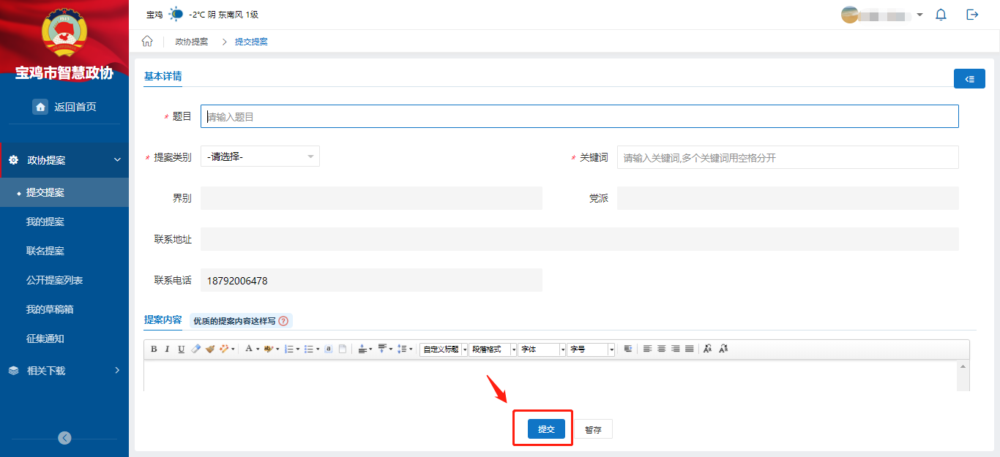 宝鸡 -2℃ 阴 东南风 1级
宝鸡市智慧政协
返回首页
政协提案
提交提案
我的提案
联名提案
公开提案列表
我的草稿箱
征集通知
相关下载
政协提案 提交提案
基本详情
* 题目 请输入题目
* 提案类别 -请选择- * 关键词 请输入关键词,多个关键词用空格分开
界别 党派
联系地址
联系电话 18792006478
提案内容 优质的提案内容这样写 ?
B I U A ab a 自定义标题 段落格式 字体 字号
提交 暂存